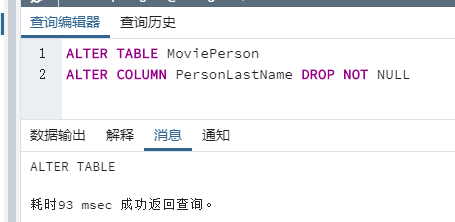 查询编辑器 查询历史
1 ALTER TABLE MoviePerson
2 ALTER COLUMN PersonLastName DROP NOT NULL
数据输出 解释 消息 通知
ALTER TABLE
耗时93 msec 成功返回查询。